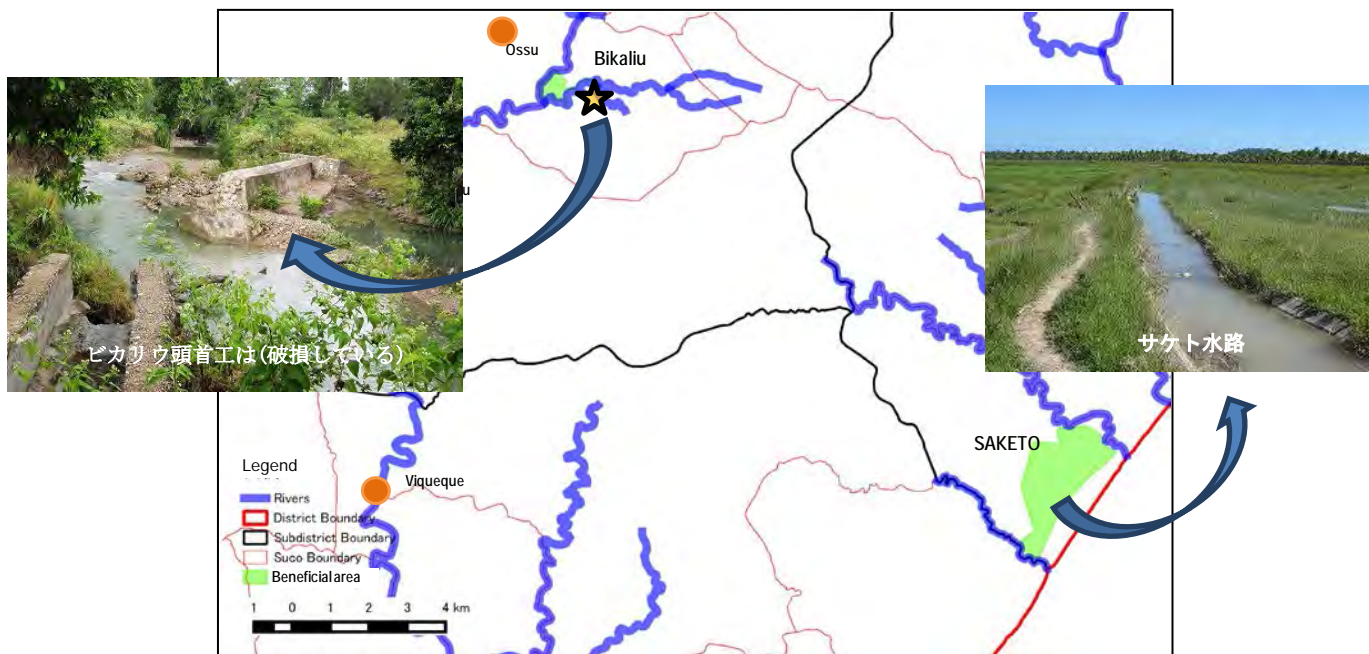 Ossu
Bikaliu
u
ビカリウ頭首工は(破損している)
サケト水路
SAKETO
Viqueque
Legend
Rivers
District Boundary
Subdistrict Boundary
Suco Boundary
Beneficialarea
1 0 1 2 3 4 km